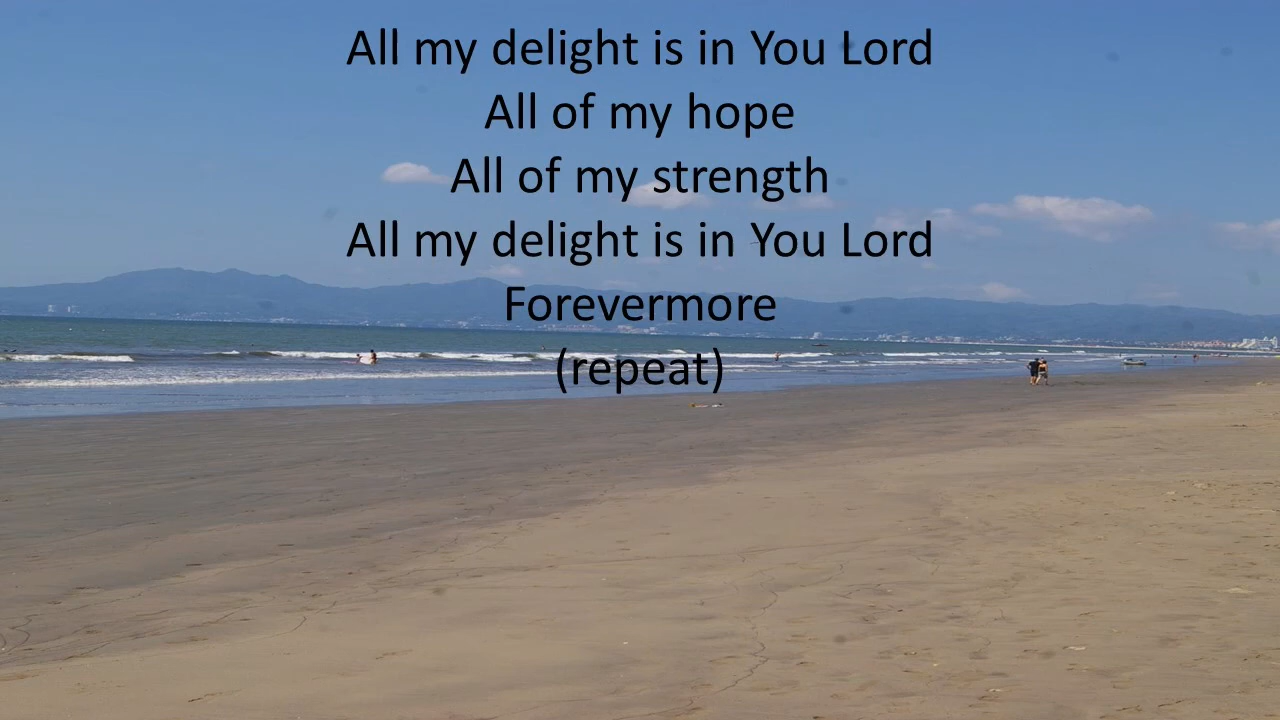 All my delight is in You Lord
All of my hope
All of my strength
All my delight is in You Lord
Forevermore
(repeat)